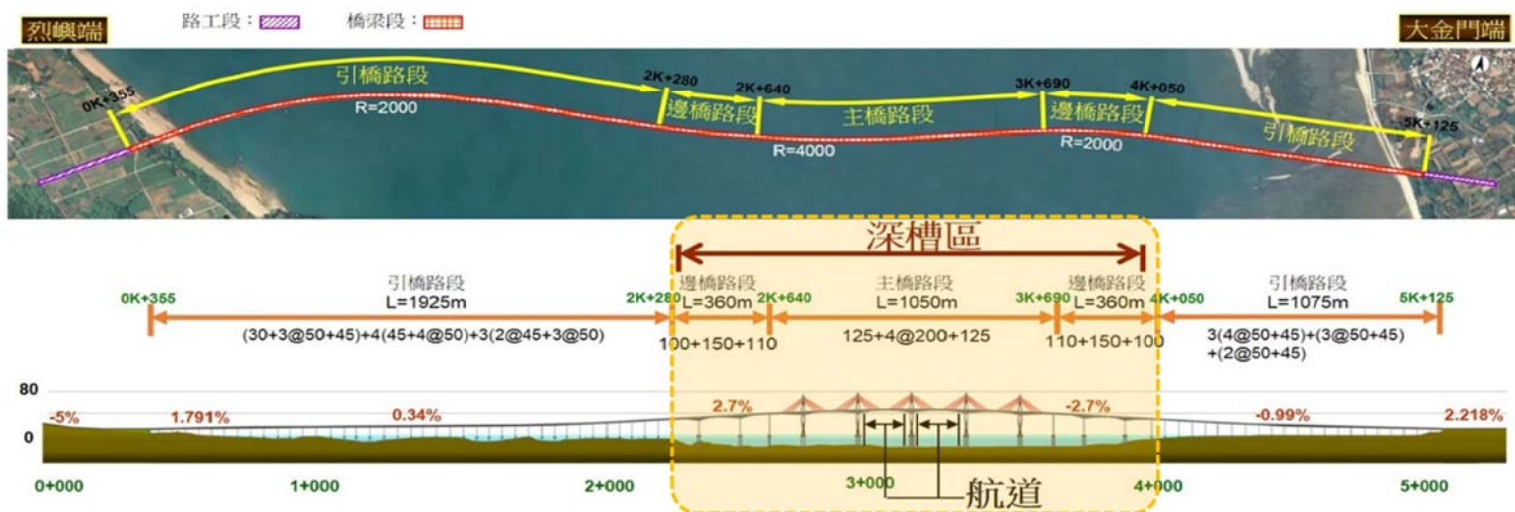 烈嶼端
路工段：
橋梁段：
大金門端
引橋路段
0K+355
2K+280
2K+640
3K+690
4K+050
5K+125
邊橋路段
主橋路段
邊橋路段
引橋路段
R=2000
R=4000
R=2000
深槽區
引橋路段
L=1925m
邊橋路段
L=360m
主橋路段
L=1050m
邊橋路段
L=360m
引橋路段
L=1075m
0K+355
2K+280
2K+640
3K+690
4K+050
5K+125
(30+3@50+45)+4(45+4@50)+3(2@45+3@50)
100+150+110
125+4@200+125
110+150+100
3(4@50+45)+(3@50+45)
+(2@50+45)
80
0
-5%
1.791%
0.34%
2.7%
-2.7%
-0.99%
2.218%
0+000
1+000
2+000
3+000
4+000
5+000
航道